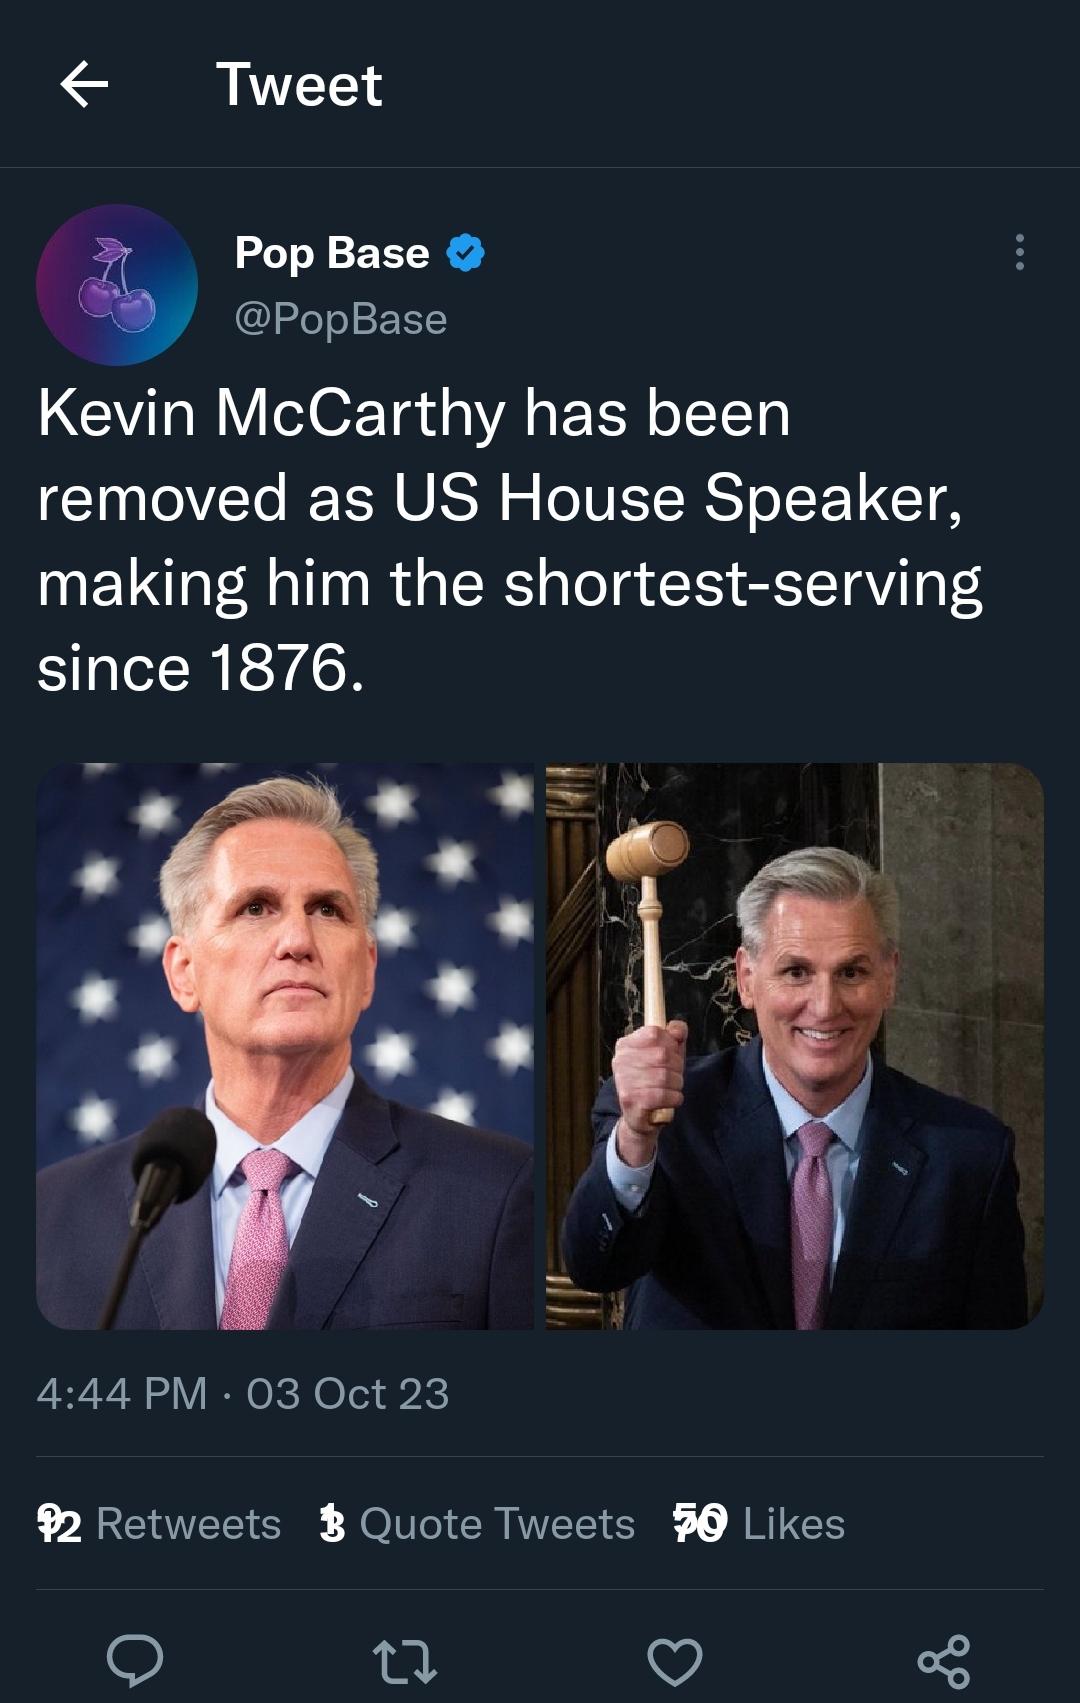 Tweet
Pop Base
@PopBase
Kevin McCarthy has been
removed as US House Speaker,
making him the shortest-serving
since 1876.
4:44 PM · 03 Oct 23
Retweets Quote Tweets Likes